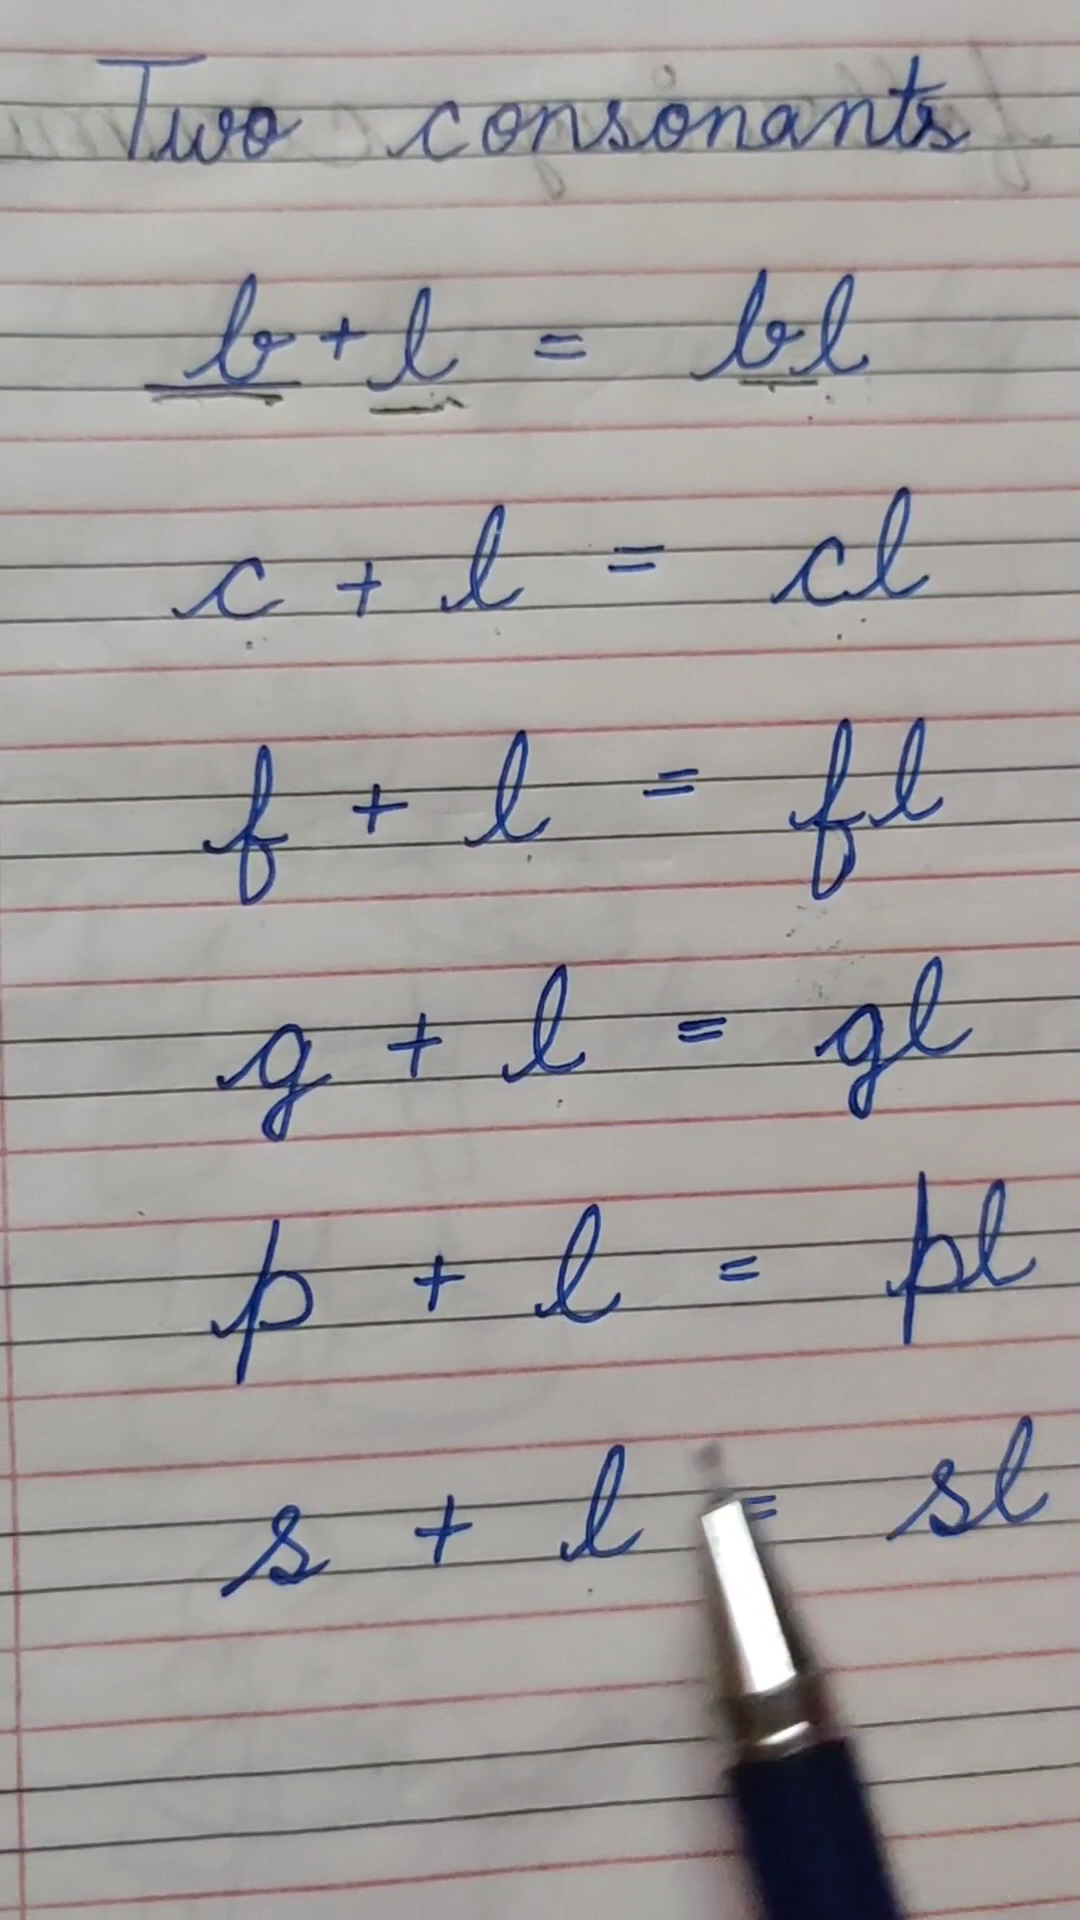 Two consonants
b + l = bl
c + l = cl
f + l = fl
g + l = gl
p + l = pl
s + l = sl